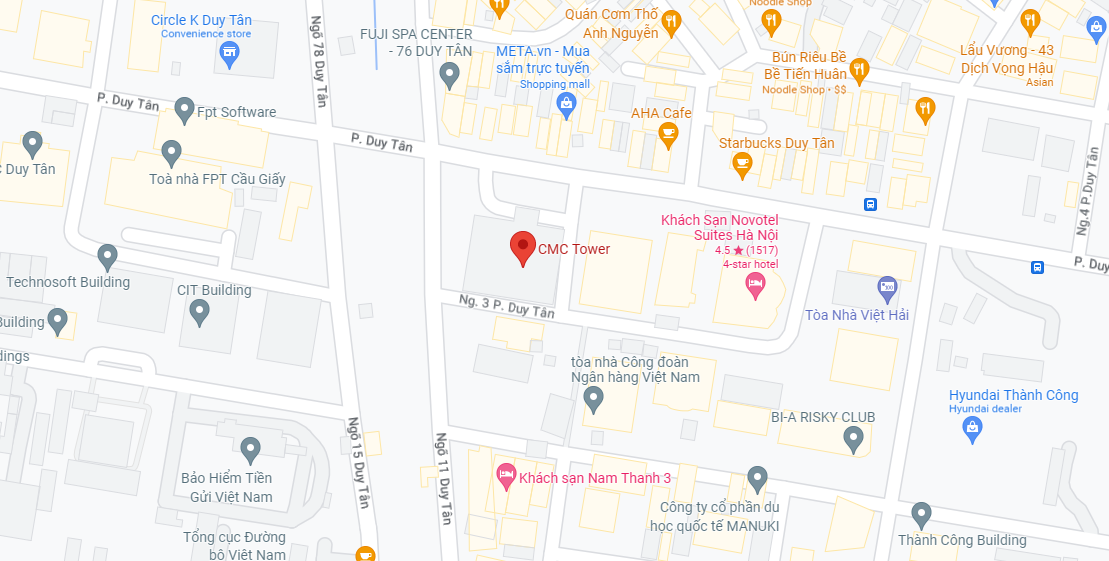 Circle K Duy Tân
Convenience store
Ngõ 78 Duy Tân
FUJI SPA CENTER
- 76 DUY TÂN
META.vn - Mua
sắm trực tuyến
Shopping mall
Quán Cơm Thố
Anh Nguyễn
Noodle Shop
Bún Riêu Bề
Bề Tiến Huân
Noodle Shop · $$
Lẩu Vương - 43
Dịch Vọng Hậu
Asian
P. Duy Tân
Fpt Software
P. Duy Tân
AHA Cafe
Starbucks Duy Tân
C Duy Tân
Toà nhà FPT Cầu Giấy
Ng.4 P.Duy Tân
Khách Sạn Novotel
Suites Hà Nội
4.5 ★ (1517)
4-star hotel
CMC Tower
P. Duy
Technosoft Building
CIT Building
Ng. 3 P. Duy Tân
Tòa Nhà Việt Hải
Building
dings
tòa nhà Công đoàn
Ngân hàng Việt Nam
Hyundai Thành Công
Hyundai dealer
BI-A RISKY CLUB
Ngõ 15 Duy Tân
Ngõ 11 Duy Tân
Bảo Hiểm Tiền
Gửi Việt Nam
Khách sạn Nam Thanh 3
Công ty cổ phần du
học quốc tế MANUKI
Tổng cục Đường
bộ Việt Nam
Thành Công Building